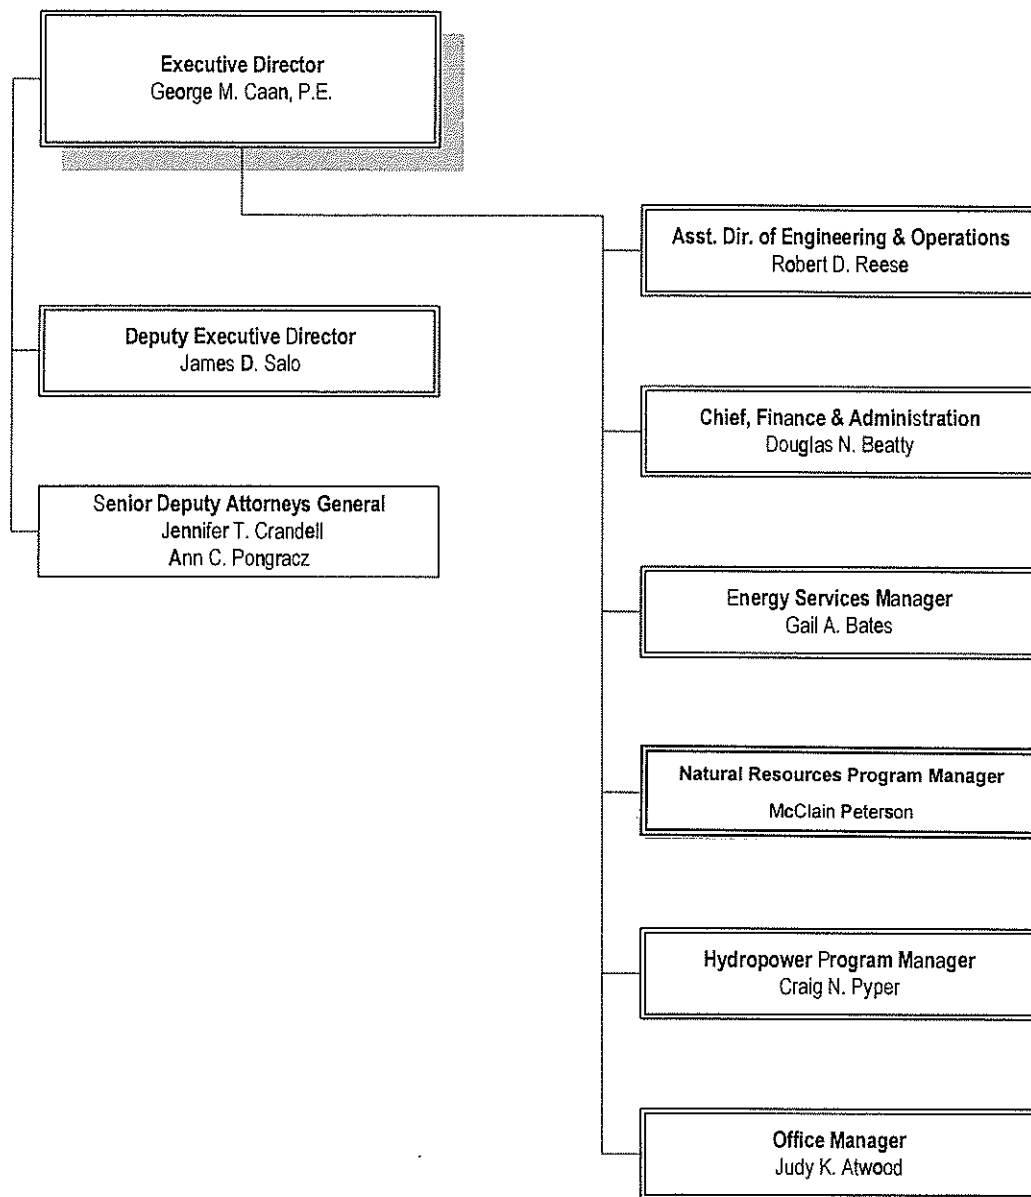 Executive Director
George M. Caan, P.E.
Deputy Executive Director
James D. Salo
Senior Deputy Attorneys General
Jennifer T. Crandell
Ann C. Pongracz
Asst. Dir. of Engineering & Operations
Robert D. Reese
Chief, Finance & Administration
Douglas N. Beatty
Energy Services Manager
Gail A. Bates
Natural Resources Program Manager
McClain Peterson
Hydropower Program Manager
Craig N. Pyper
Office Manager
Judy K. Atwood